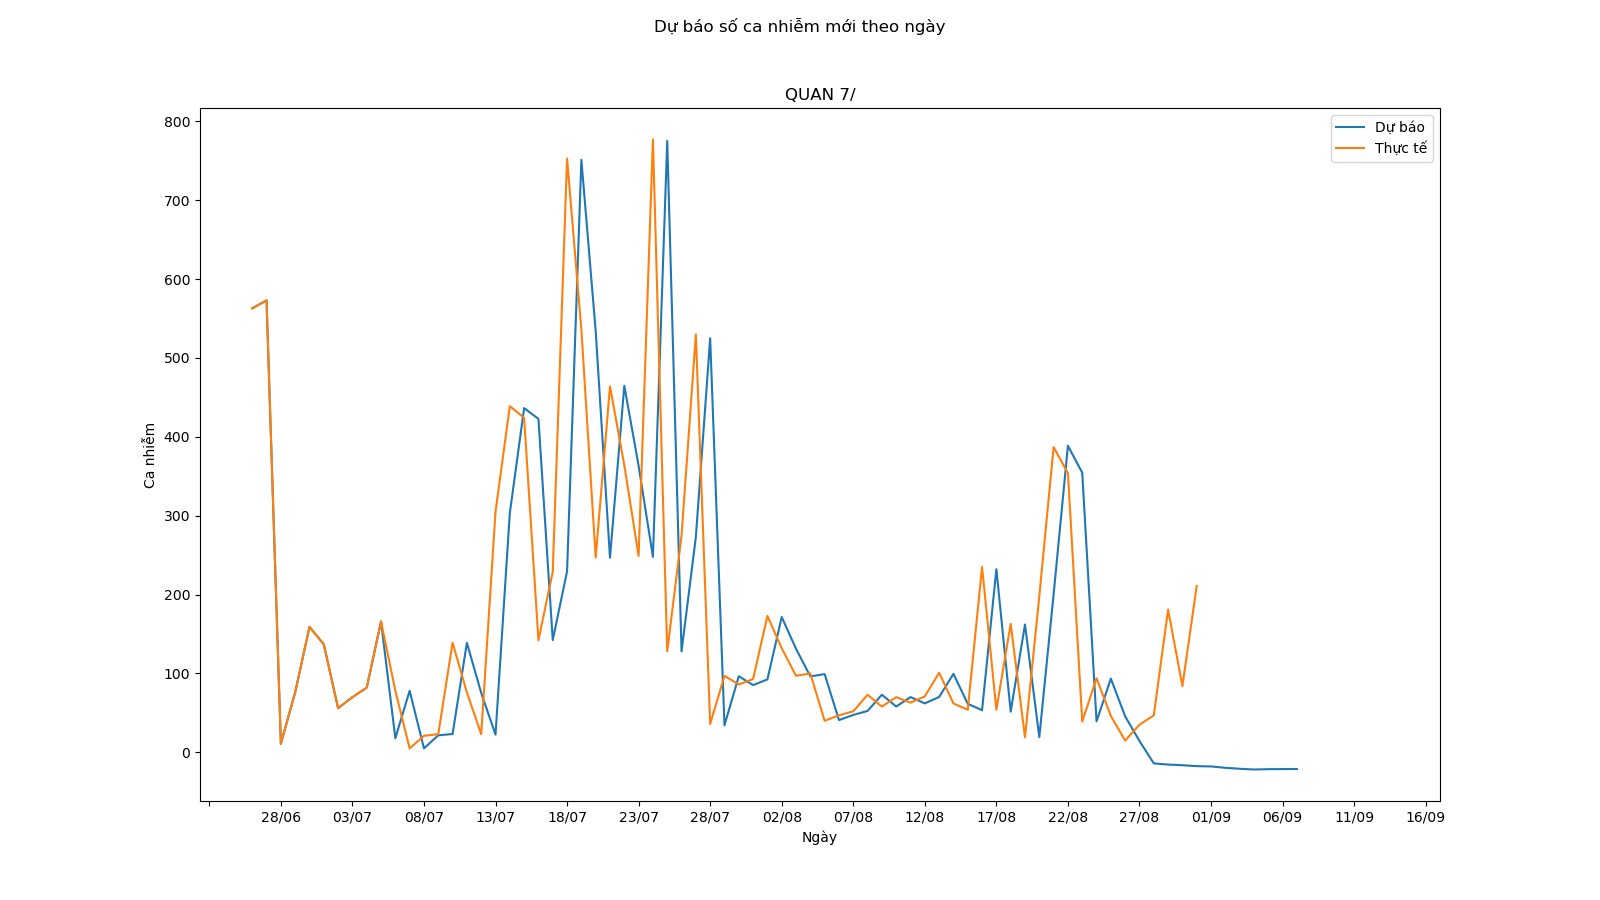 Dự báo số ca nhiễm mới theo ngày
QUAN 7/
Dự báo
Thực tế
800
700
600
500
400
300
200
100
0
Ca nhiễm
28/06 03/07 08/07 13/07 18/07 23/07 28/07 02/08 07/08 12/08 17/08 22/08 27/08 01/09 06/09 11/09 16/09
Ngày